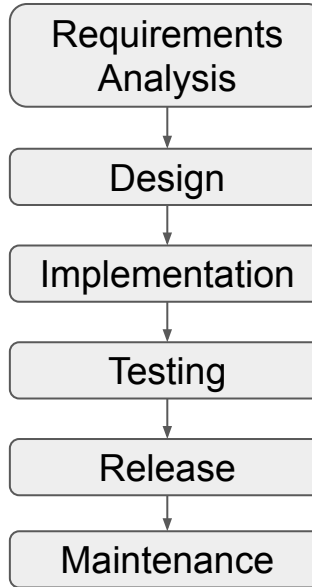 Requirements
Analysis
Design
Implementation
Testing
Release
Maintenance